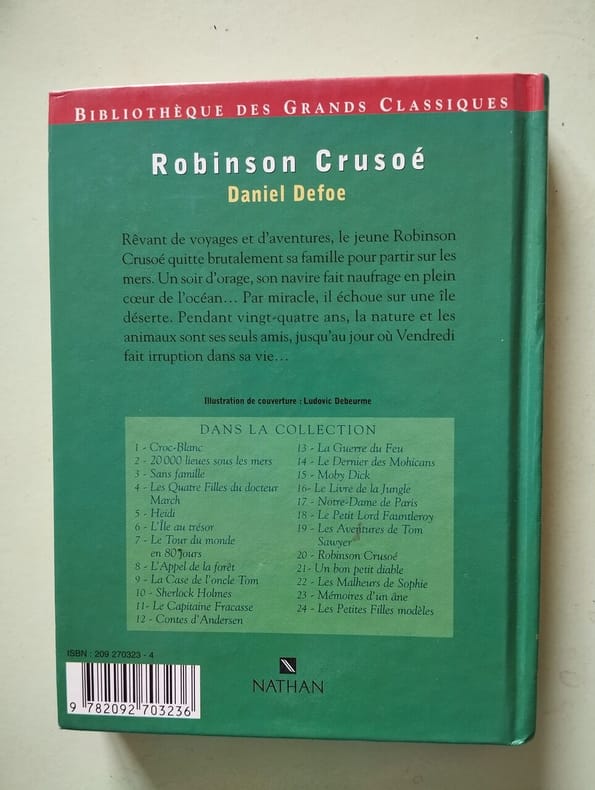 BIBLIOTHÈQUE DES GRANDS CLASSIQUES
Robinson Crusoé
Daniel Defoe
Rêvant de voyages et d'aventures, le jeune Robinson
Crusoé quitte brutalement sa famille pour partir sur les
mers. Un soir d'orage, son navire fait naufrage en plein
cœur de l'océan... Par miracle, il échoue sur une île
déserte. Pendant vingt-quatre ans, la nature et les
animaux sont ses seuls amis, jusqu'au jour où Vendredi
fait irruption dans sa vie...
Illustration de couverture : Ludovic Debeurme
DANS LA COLLECTION
1 - Croc-Blanc
2 - 20 000 lieues sous les mers
3 - Sans famille
4 - Les Quatre Filles du docteur
March
5 - Heidi
6 - L'Île au trésor
7 - Le Tour du monde
en 80 jours
8 - L'Appel de la forêt
9 - La Case de l'oncle Tom
10 - Sherlock Holmes
11- Le Capitaine Fracasse
12 - Contes d'Andersen
13 - La Guerre du Feu
14 - Le Dernier des Mohicans
15 - Moby Dick
16- Le Livre de la Jungle
17 - Notre-Dame de Paris
18 - Le Petit Lord Fauntleroy
19 - Les Aventures de Tom
Sawyer
20 - Robinson Crusoé
21- Un bon petit diable
22 - Les Malheurs de Sophie
23 - Mémoires d'un âne
24 - Les Petites Filles modèles
ISBN : 209 270323 - 4
9 782092 703236
NATHAN